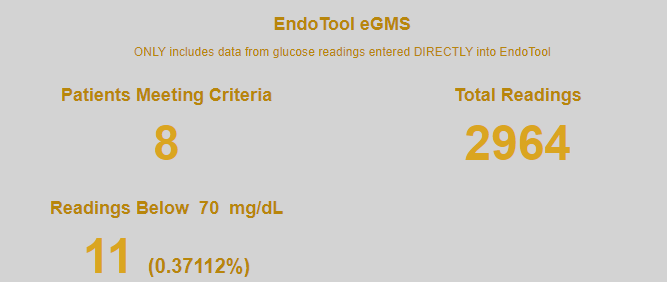 EndoTool eGMS
ONLY includes data from glucose readings entered DIRECTLY into EndoTool
Patients Meeting Criteria
Total Readings
8
2964
Readings Below 70 mg/dL
11 (0.37112%)